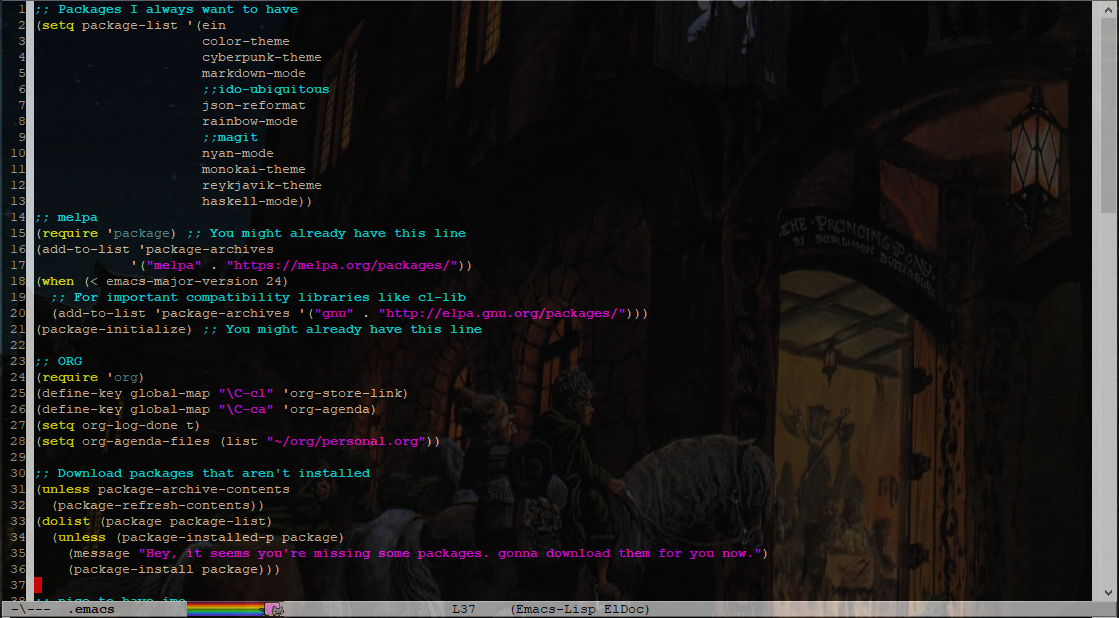 1 ;; Packages I always want to have
2 (setq package-list '(ein
3 color-theme
4 cyberpunk-theme
5 markdown-mode
6 ;;ido-ubiquitous
7 json-reformat
8 rainbow-mode
9 ;;magit
10 nyan-mode
11 monokai-theme
12 reykjavik-theme
13 haskell-mode))
14 ;; melpa
15 (require 'package) ;; You might already have this line
16 (add-to-list 'package-archives
17 '("melpa" . "https://melpa.org/packages/"))
18 (when (< emacs-major-version 24)
19 ;; For important compatibility libraries like cl-lib
20 (add-to-list 'package-archives '("gnu" . "http://elpa.gnu.org/packages/")))
21 (package-initialize) ;; You might already have this line
22
23 ;; ORG
24 (require 'org)
25 (define-key global-map "\C-cl" 'org-store-link)
26 (define-key global-map "\C-ca" 'org-agenda)
27 (setq org-log-done t)
28 (setq org-agenda-files (list "~/org/personal.org"))
29
30 ;; Download packages that aren't installed
31 (unless package-archive-contents
32 (package-refresh-contents))
33 (dolist (package package-list)
34 (unless (package-installed-p package)
35 (message "Hey, it seems you're missing some packages. gonna download them for you now.")
36 (package-install package)))
37
38 ;; nice to have imo
-\--- .emacs L37 (Emacs-Lisp ElDoc)
THE PRANCING PONY
BY BARLIMAN BUTTERBUR